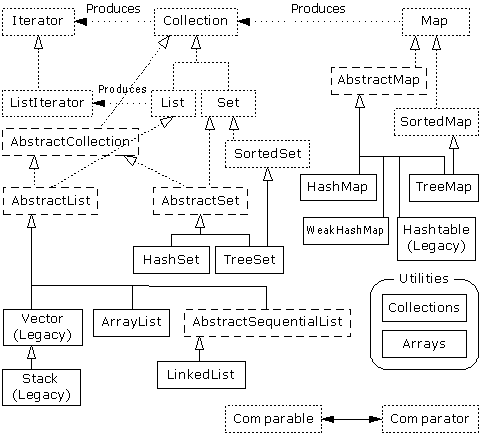 Produces
Produces
Iterator
Collection
Map
AbstractMap
Produces
ListIterator
List
Set
SortedMap
AbstractCollection
SortedSet
HashMap
TreeMap
AbstractList
AbstractSet
WeakHashMap
Hashtable
(Legacy)
HashSet
TreeSet
Utilities
Collections
Vector
(Legacy)
ArrayList
AbstractSequentialList
Arrays
LinkedList
Stack
(Legacy)
Comparable
Comparator